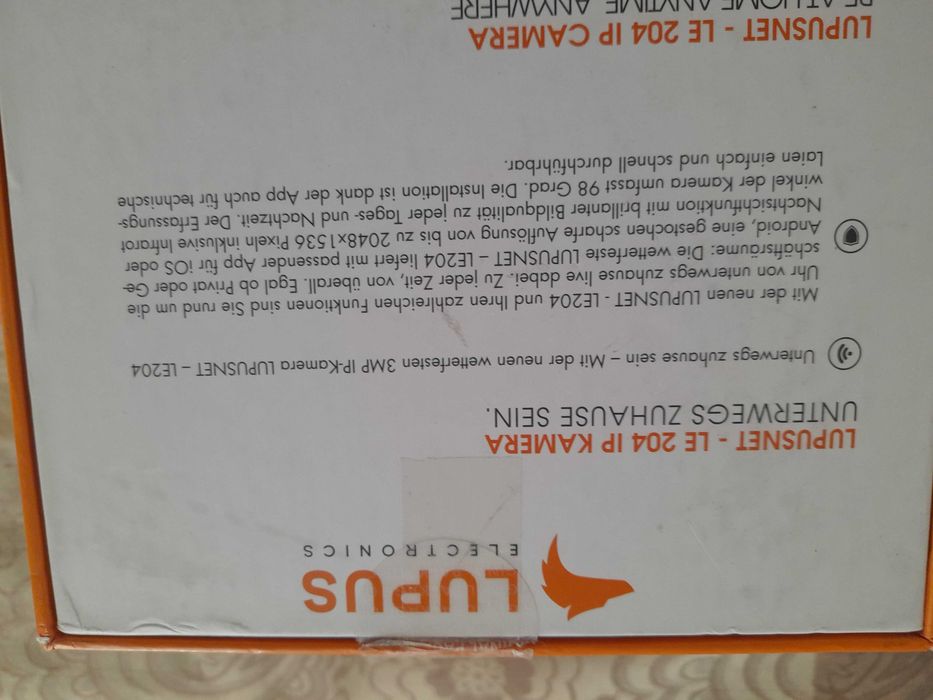 LUPUS
ELECTRONICS
LUPUSNET - LE 204 IP KAMERA
UNTERWEGS ZUHAUSE SEIN.
Unterwegs zuhause sein – Mit der neuen wetterfesten 3MP IP-Kamera LUPUSNET – LE204
Mit der neuen LUPUSNET - LE204 und Ihren zahlreichen Funktionen sind Sie rund um die
Uhr von unterwegs zuhause live dabei. Zu jeder Zeit, von überall. Egal ob Privat oder Ge-
schäftsräume: Die wetterfeste LUPUSNET – LE204 liefert mit passender App für iOS oder
Android, eine gestochen scharfe Auflösung von bis zu 2048x1536 Pixeln inklusive Infrarot
Nachtsichtfunktion mit brillanter Bildqualität zu jeder Tages- und Nachtzeit. Der Erfassungs-
winkel der Kamera umfasst 98 Grad. Die Installation ist dank der App auch für technische
Laien einfach und schnell durchführbar.
LUPUSNET - LE 204 IP CAMERA
BE AT HOME ANYTIME, ANYWHERE